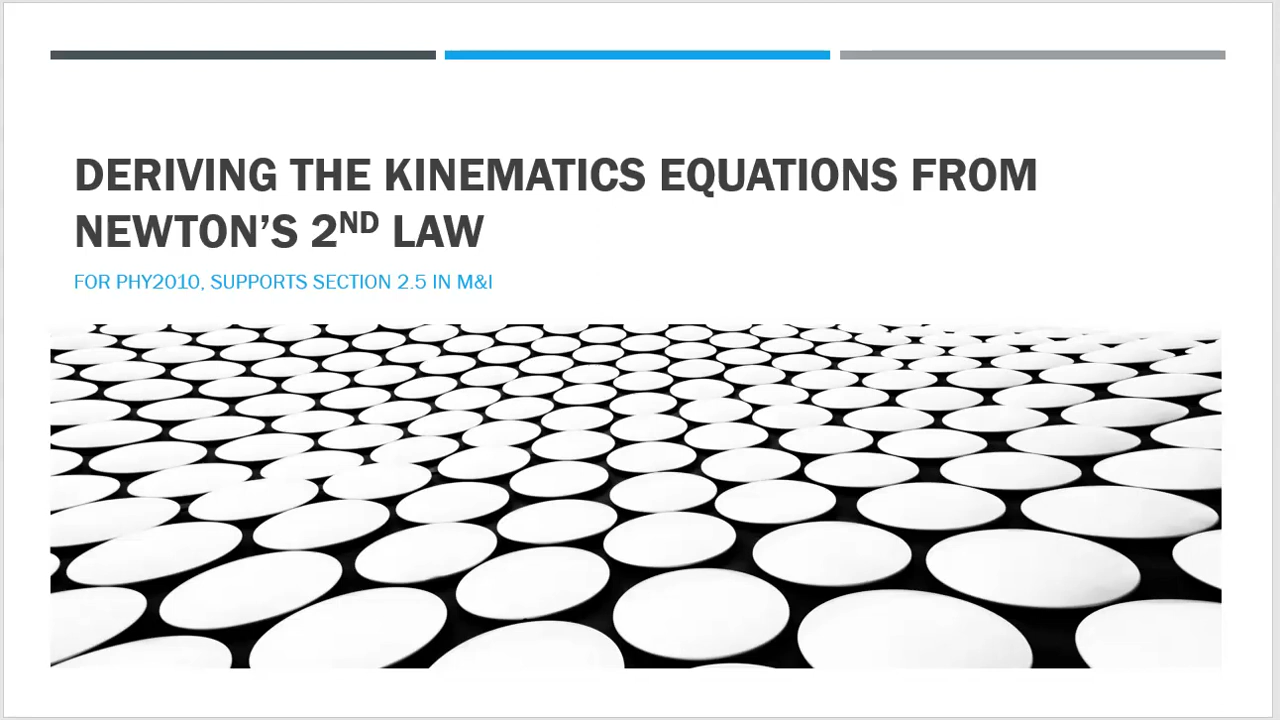 DERIVING THE KINEMATICS EQUATIONS FROM
NEWTON’S 2ND LAW
FOR PHY2010, SUPPORTS SECTION 2.5 IN M&I